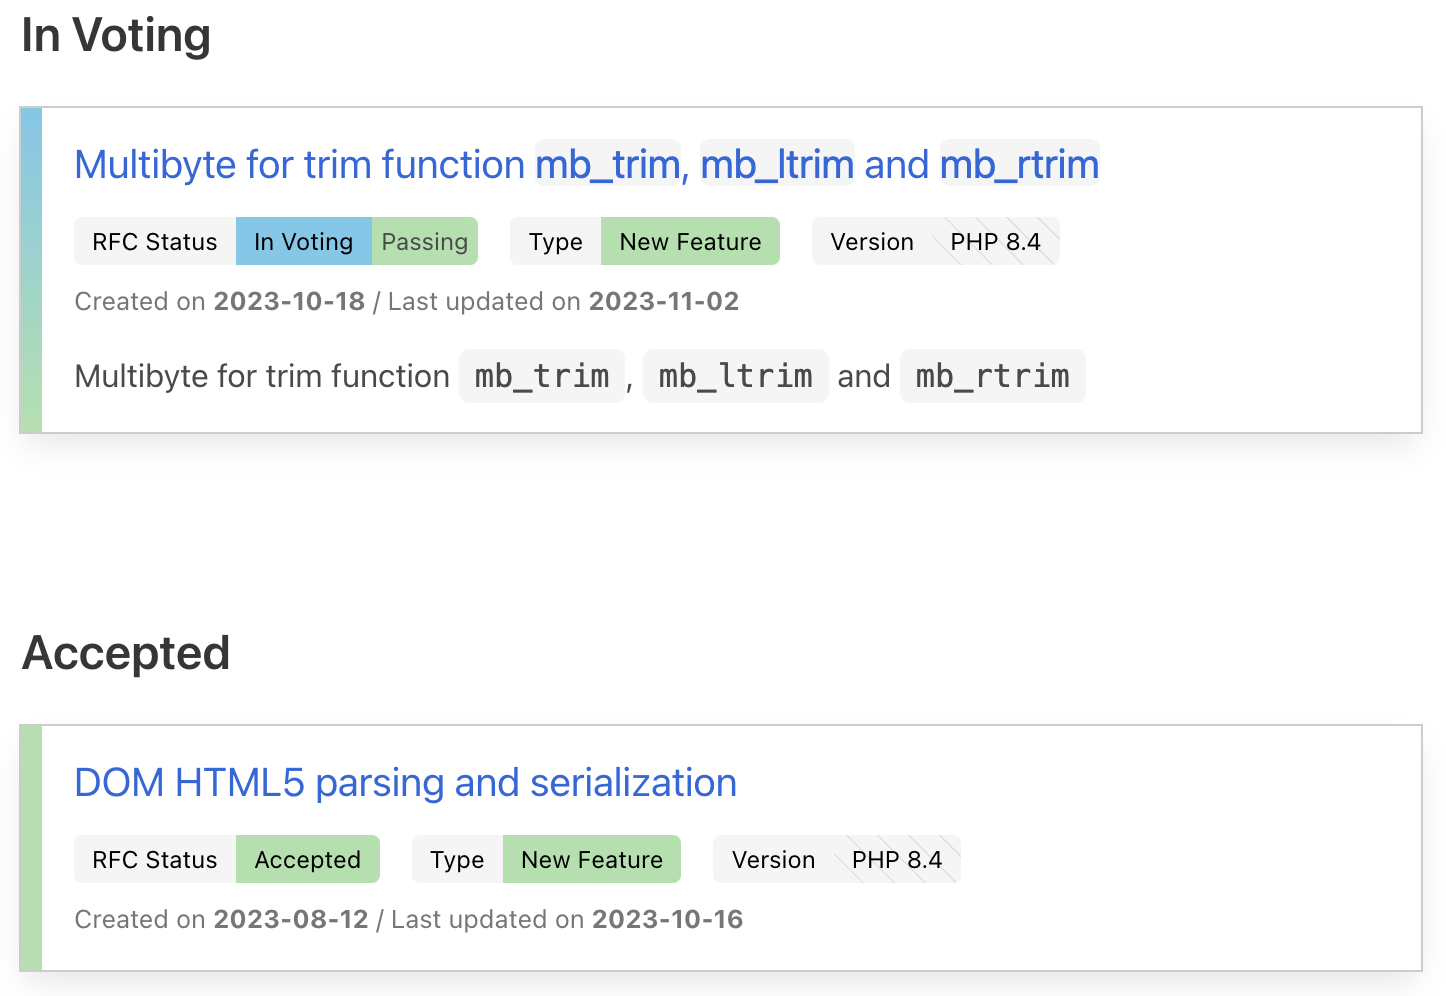 In Voting
Multibyte for trim function mb_trim, mb_ltrim and mb_rtrim
RFC Status In Voting Passing Type New Feature Version PHP 8.4
Created on 2023-10-18 / Last updated on 2023-11-02
Multibyte for trim function mb_trim , mb_ltrim and mb_rtrim
Accepted
DOM HTML5 parsing and serialization
RFC Status Accepted Type New Feature Version PHP 8.4
Created on 2023-08-12 / Last updated on 2023-10-16